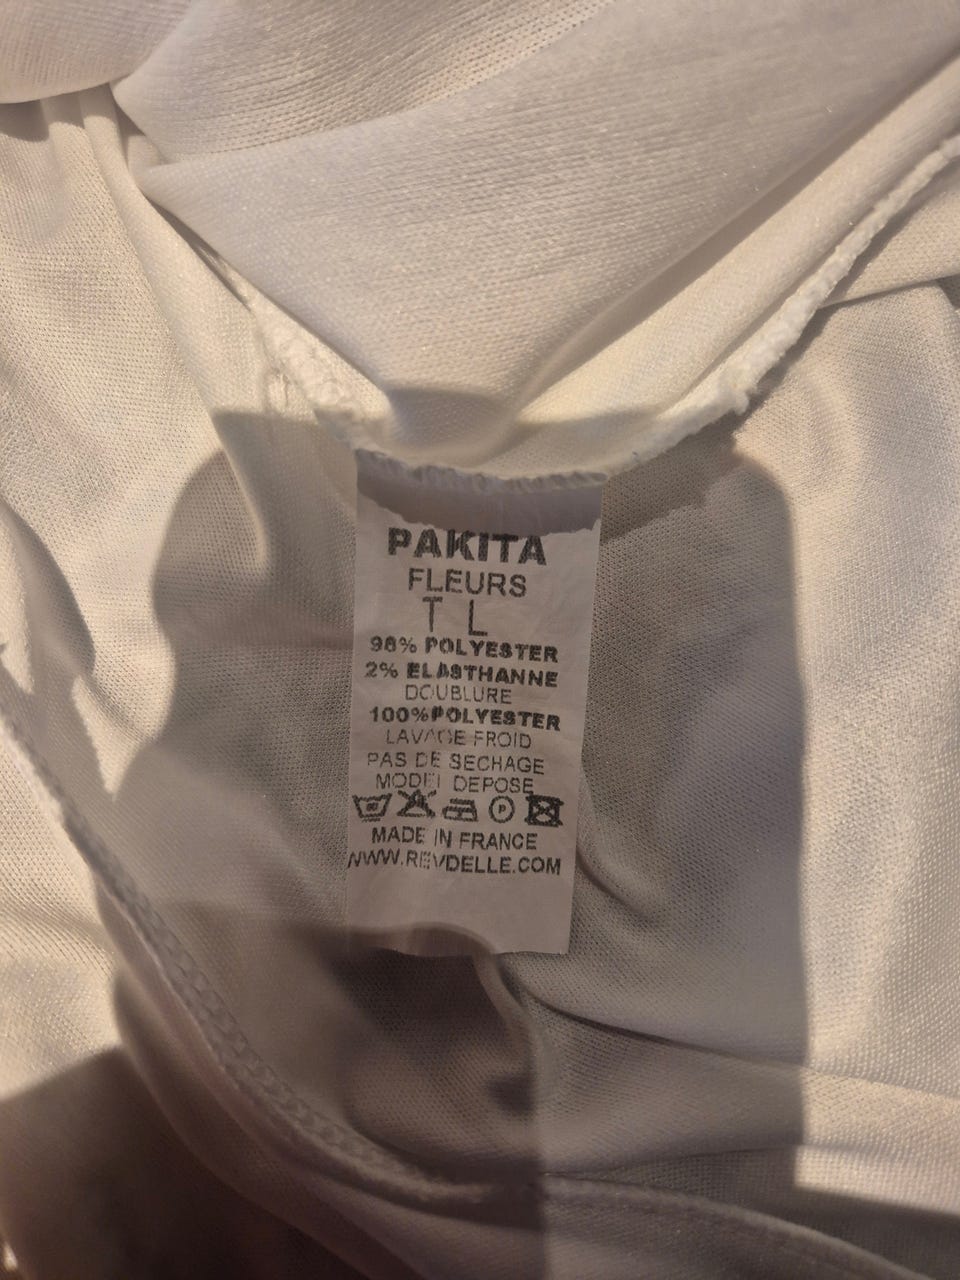 PAKITA
FLEURS
T L
98% POLYESTER
2% ELASTHANNE
DOUBLURE
100%POLYESTER
LAVAGE FROID
PAS DE SECHAGE
MODEL DEPOSE
P
MADE IN FRANCE
WWW.REVDELLE.COM